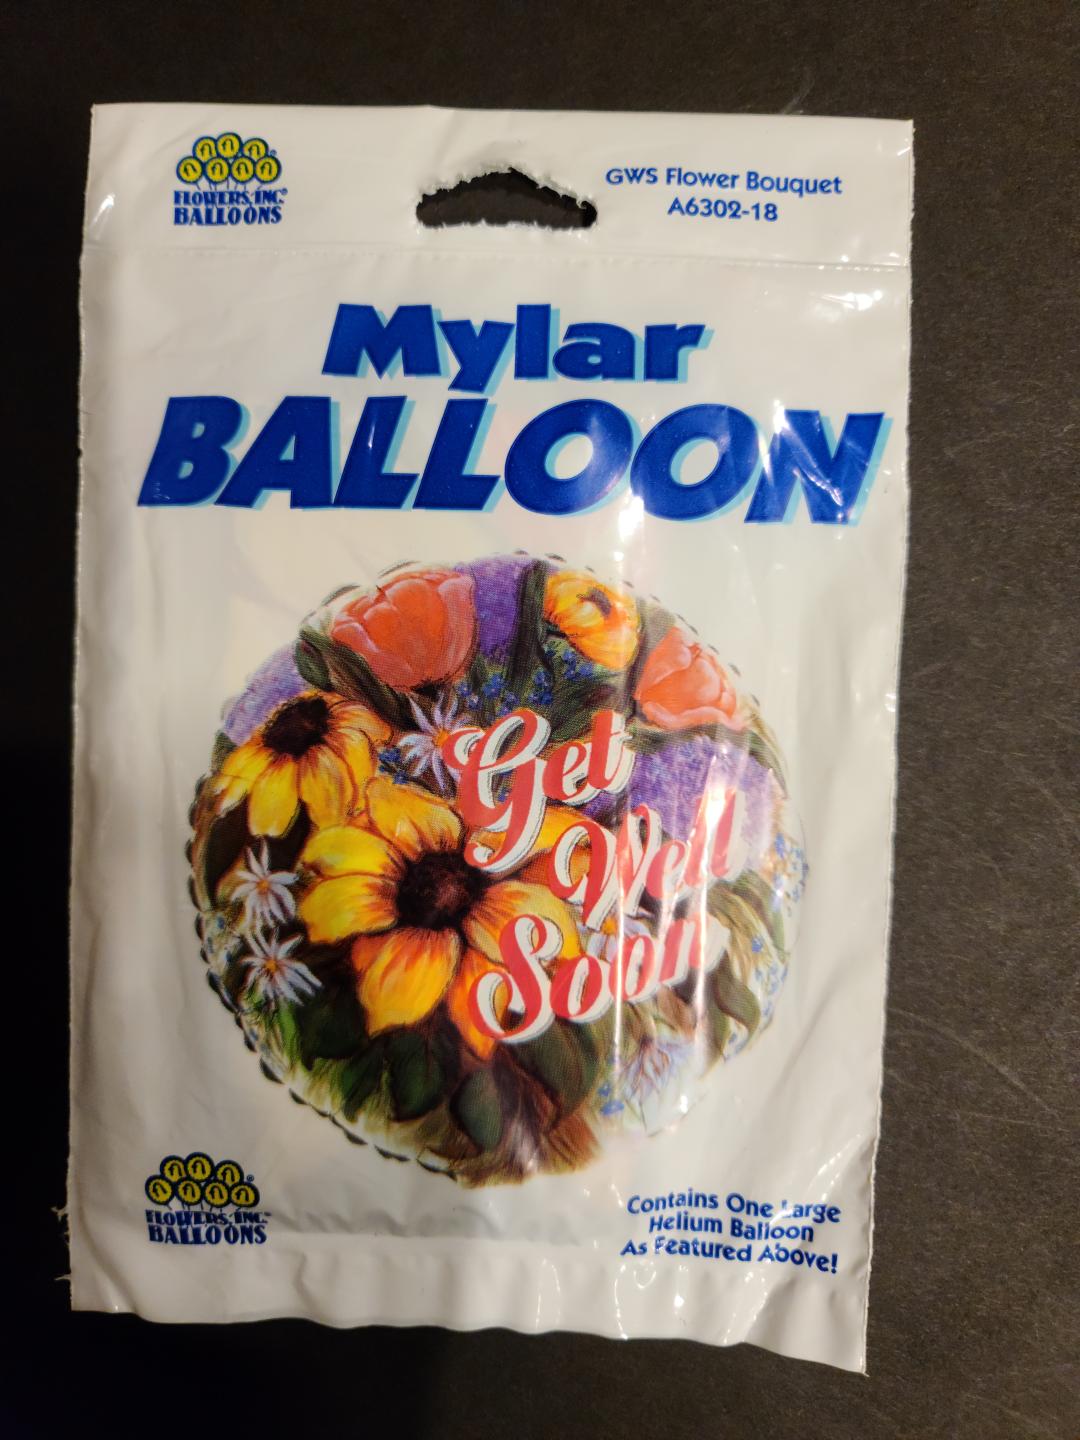 FLOWERS, INC.
BALLOONS
GWS Flower Bouquet
A6302-18
Mylar
BALLOON
Get
Well
Soon
FLOWERS, INC.
BALLOONS
Contains One Large
Helium Balloon
As Featured Above!